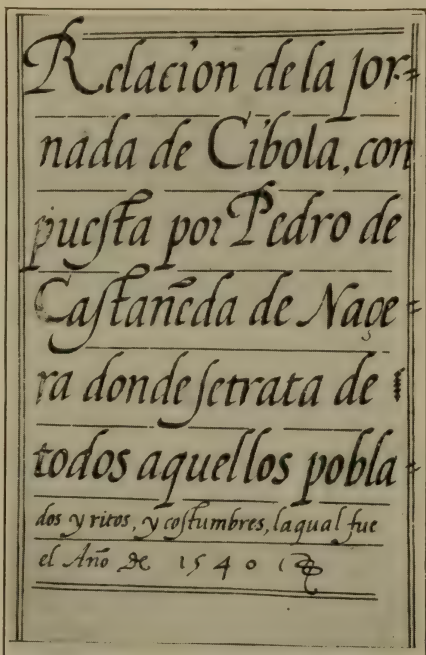 Relacion de la jor=
nada de Cibola, con
puesta por Pedro de
Castañeda de Naçe=
ra donde se trata de
todos aquellos pobla=
dos y ritos, y costumbres, la qual fue
el Año de 1540